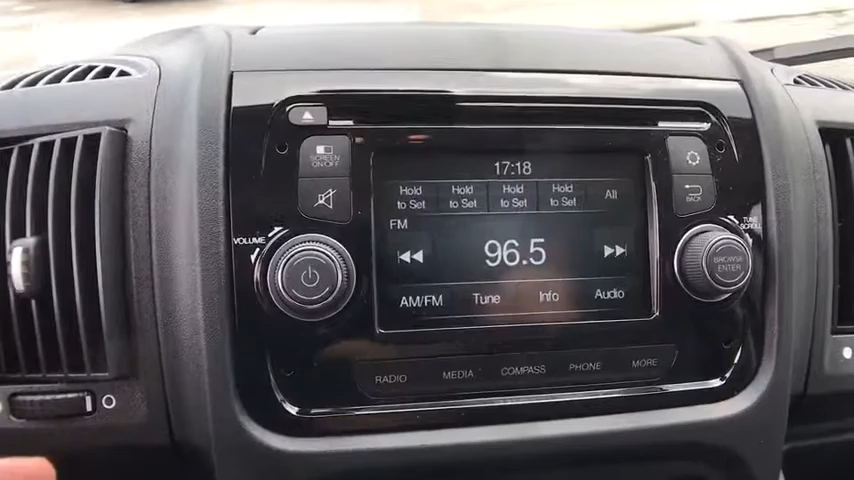 17:18
SCREEN
ON/OFF
Hold
to Set
Hold
to Set
Hold
to Set
Hold
to Set
All
BACK
FM
VOLUME
TUNE
SCROLL
96.5
BROWSE
ENTER
AM/FM
Tune
Info
Audio
RADIO
MEDIA
COMPASS
PHONE
MORE